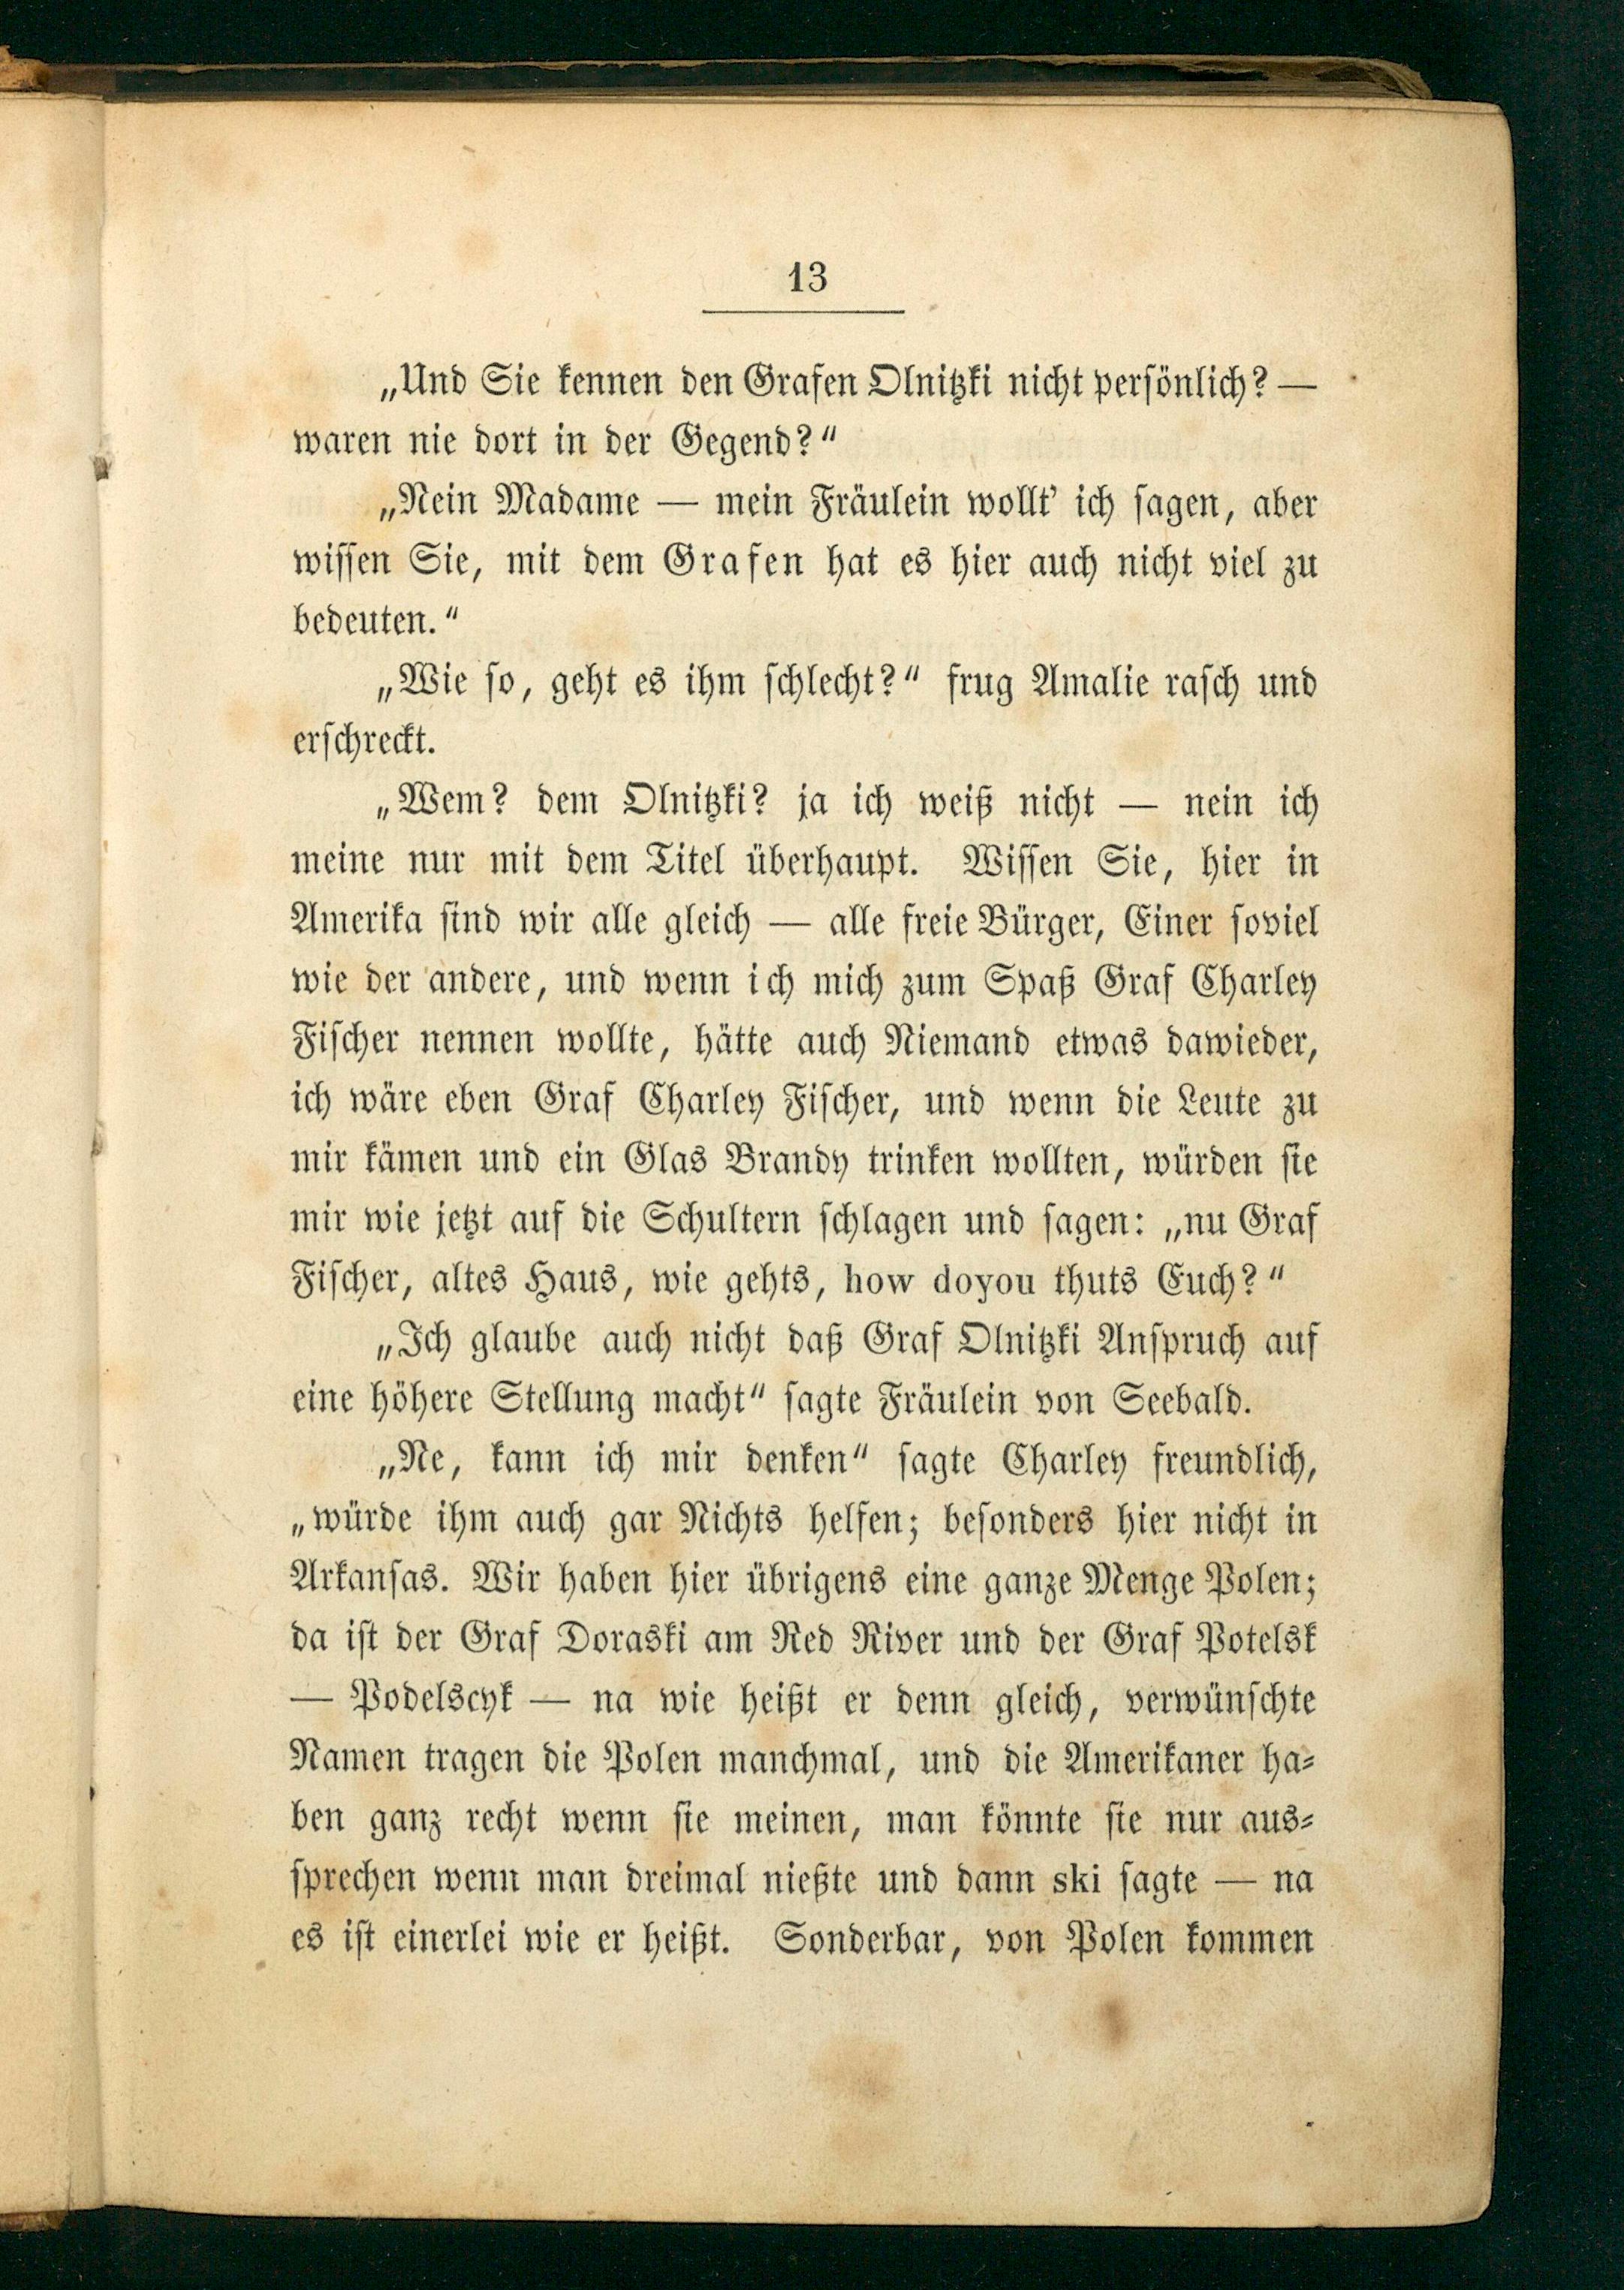 13
„Und Sie kennen den Grafen Olnitzki nicht persönlich? —
waren nie dort in der Gegend?“
„Nein Madame — mein Fräulein wollt' ich sagen, aber
wissen Sie, mit dem Grafen hat es hier auch nicht viel zu
bedeuten.“
„Wie so, geht es ihm schlecht?“ frug Amalie rasch und
erschreckt.
„Wem? dem Olnitzki? ja ich weiß nicht — nein ich
meine nur mit dem Titel überhaupt. Wissen Sie, hier in
Amerika sind wir alle gleich — alle freie Bürger, Einer soviel
wie der andere, und wenn ich mich zum Spaß Graf Charley
Fischer nennen wollte, hätte auch Niemand etwas dawieder,
ich wäre eben Graf Charley Fischer, und wenn die Leute zu
mir kämen und ein Glas Brandy trinken wollten, würden sie
mir wie jetzt auf die Schultern schlagen und sagen: „nu Graf
Fischer, altes Haus, wie gehts, how doyou thuts Euch?“
„Ich glaube auch nicht daß Graf Olnitzki Anspruch auf
eine höhere Stellung macht“ sagte Fräulein von Seebald.
„Ne, kann ich mir denken“ sagte Charley freundlich,
„würde ihm auch gar Nichts helfen; besonders hier nicht in
Arkansas. Wir haben hier übrigens eine ganze Menge Polen;
da ist der Graf Doraski am Red River und der Graf Potelsk
— Podelscyk — na wie heißt er denn gleich, verwünschte
Namen tragen die Polen manchmal, und die Amerikaner ha-
ben ganz recht wenn sie meinen, man könnte sie nur aus-
sprechen wenn man dreimal nießte und dann ski sagte — na
es ist einerlei wie er heißt. Sonderbar, von Polen kommen